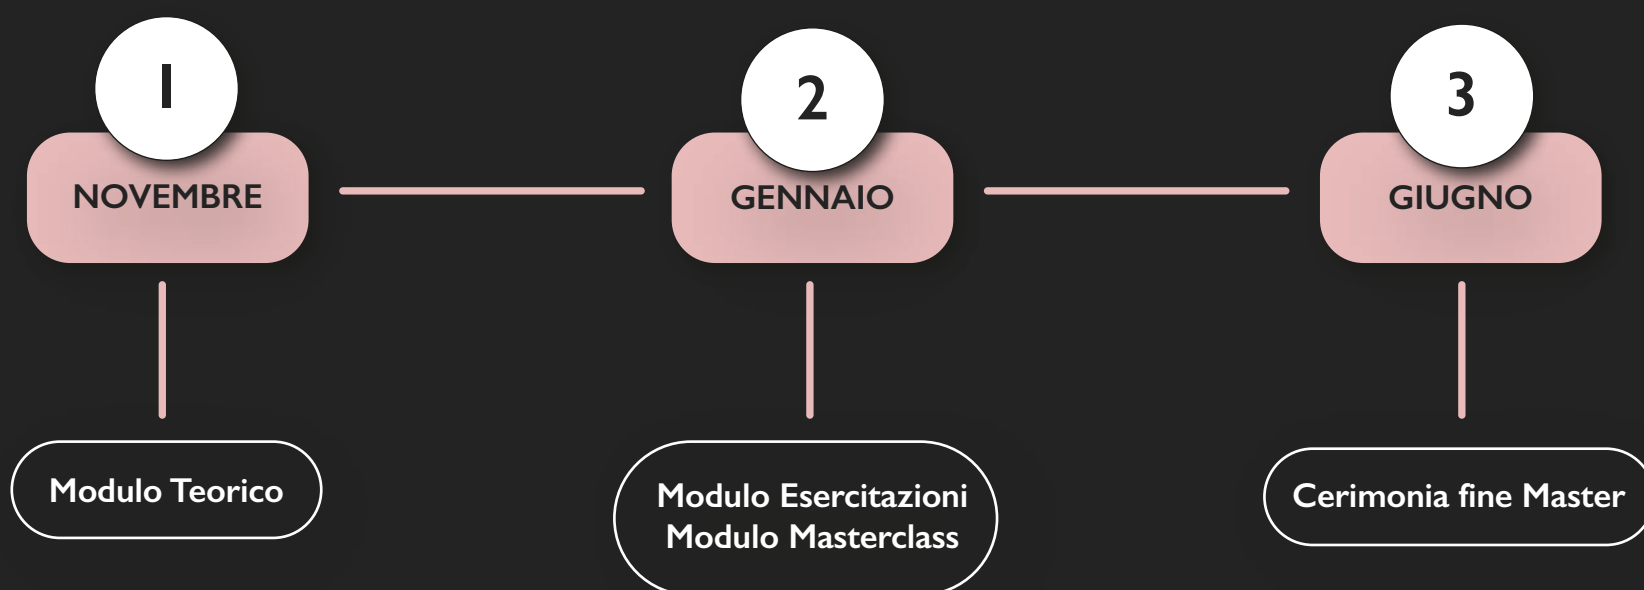 1
NOVEMBRE
Modulo Teorico
2
GENNAIO
Modulo Esercitazioni
Modulo Masterclass
3
GIUGNO
Cerimonia fine Master